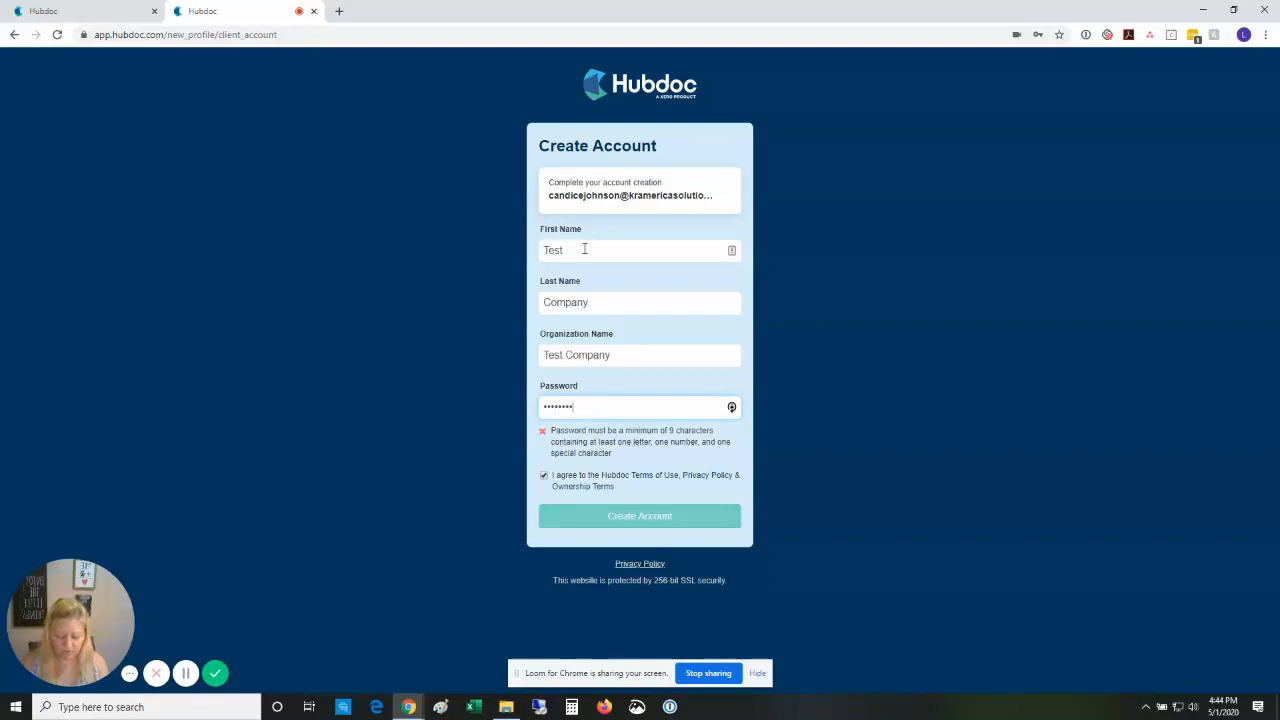 Hubdoc
Hubdoc
app.hubdoc.com/new_profile/client_account
1
L
Hubdoc
A XERO PRODUCT
Create Account
Complete your account creation
candicejohnson@kramericasolutio...
First Name
Test
Last Name
Company
Organization Name
Test Company
Password
Password must be a minimum of 9 characters
containing at least one letter, one number, and one
special character
I agree to the Hubdoc Terms of Use, Privacy Policy &
Ownership Terms
Create Account
Privacy Policy
This website is protected by 256-bit SSL security.
Loom for Chrome is sharing your screen.
Stop sharing
Hide
Type here to search
4:44 PM
5/1/2020